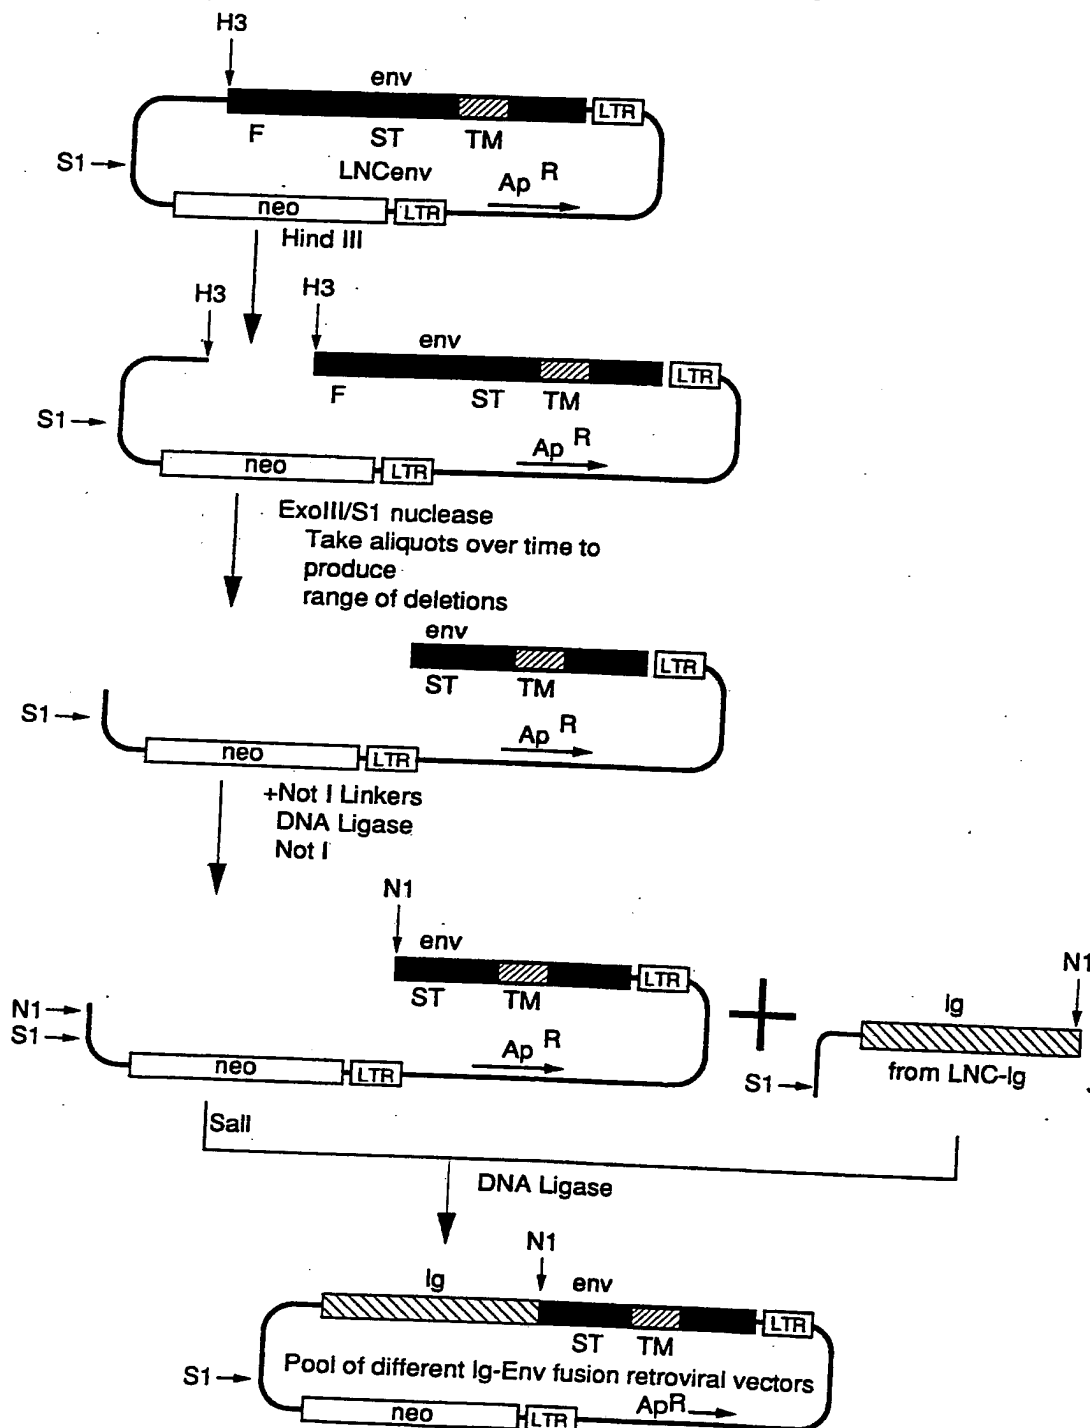 H3
env
LTR
F ST TM
S1
LNCenv
Ap R
neo
LTR
Hind III
H3 H3
env
LTR
F ST TM
S1
Ap R
neo
LTR
ExoIII/S1 nuclease
Take aliquots over time to
produce
range of deletions
env
LTR
ST TM
S1
Ap R
neo
LTR
+Not I Linkers
DNA Ligase
Not I
N1
env
LTR
ST TM
N1
S1
Ap R
neo
LTR
N1
Ig
S1
from LNC-Ig
SalI
DNA Ligase
N1
Ig env
LTR
ST TM
Pool of different Ig-Env fusion retroviral vectors
S1
ApR
neo
LTR